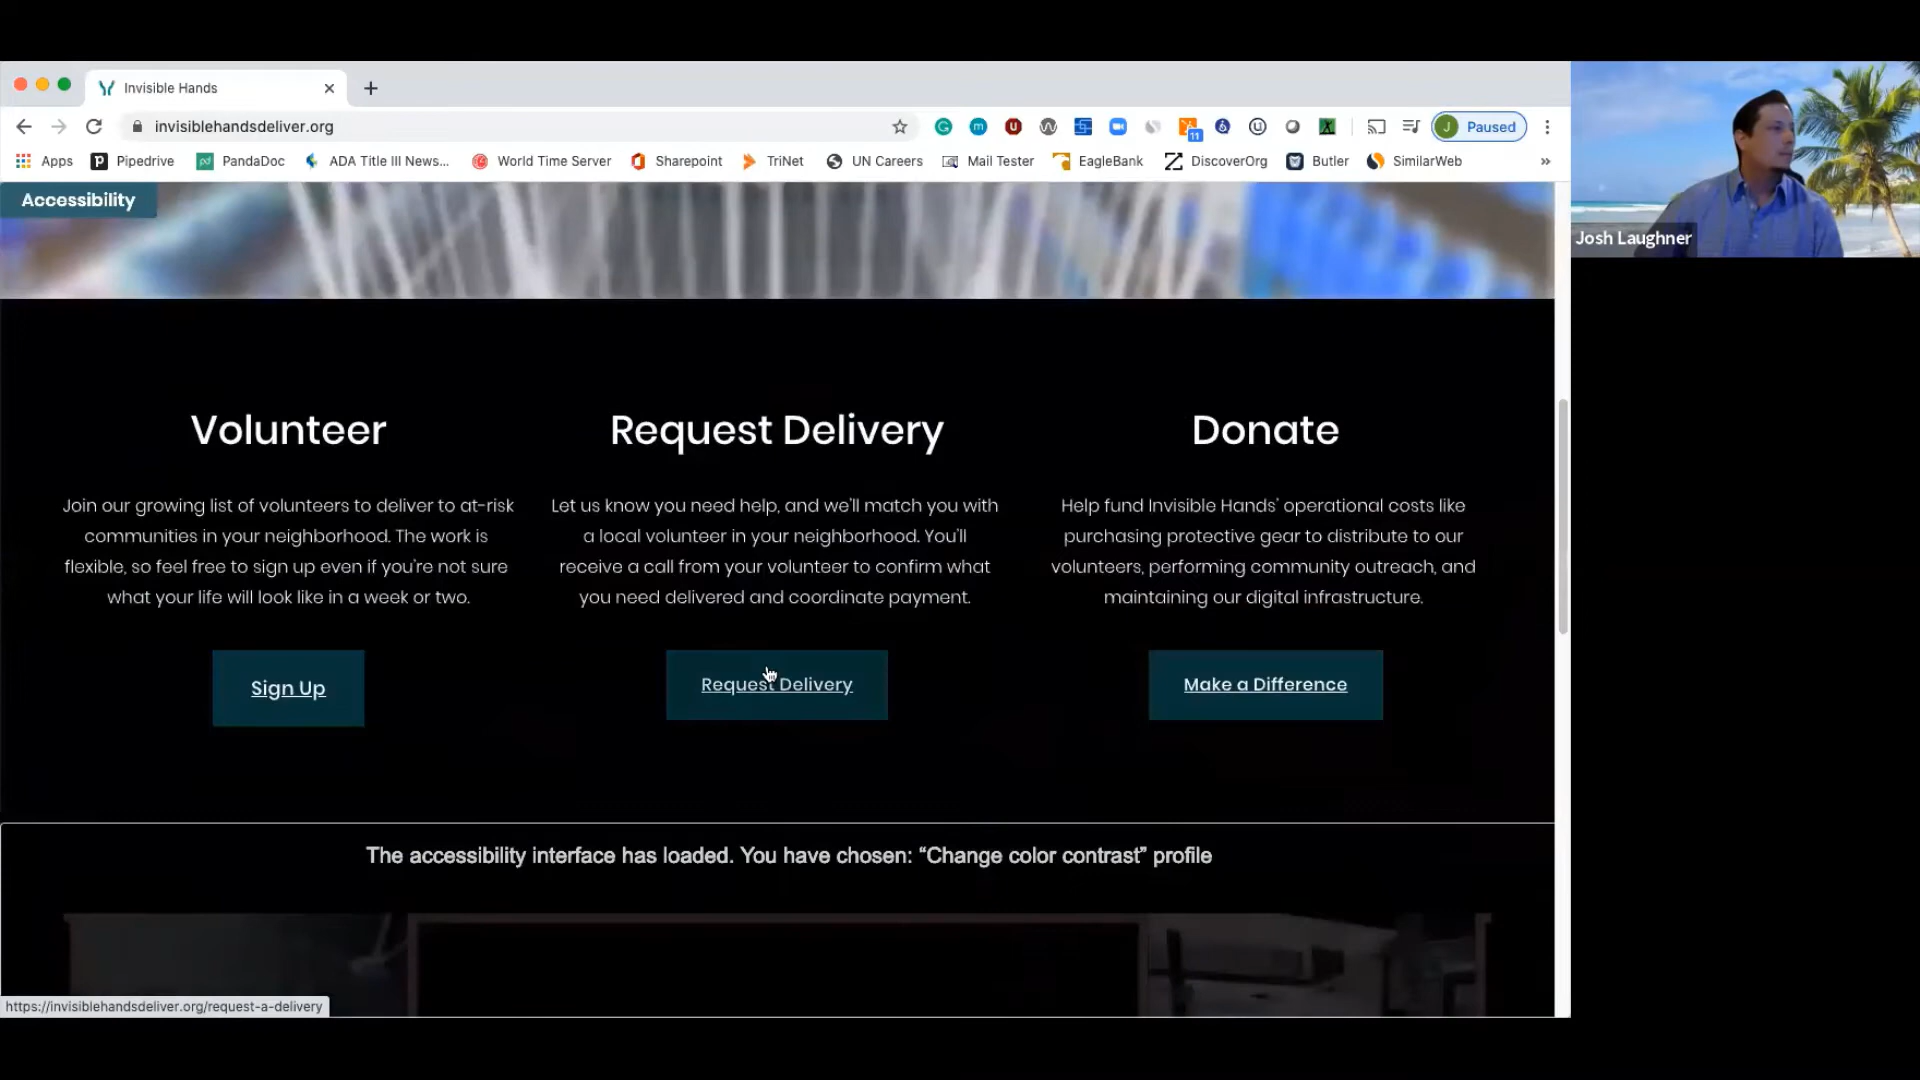 Invisible Hands
invisiblehandsdeliver.org
11
J Paused
Apps Pipedrive PandaDoc ADA Title III News... World Time Server Sharepoint TriNet UN Careers Mail Tester EagleBank DiscoverOrg Butler SimilarWeb »
Accessibility
Josh Laughner
Volunteer
Join our growing list of volunteers to deliver to at-risk
communities in your neighborhood. The work is
flexible, so feel free to sign up even if you're not sure
what your life will look like in a week or two.
Sign Up
Request Delivery
Let us know you need help, and we'll match you with
a local volunteer in your neighborhood. You'll
receive a call from your volunteer to confirm what
you need delivered and coordinate payment.
Request Delivery
Donate
Help fund Invisible Hands' operational costs like
purchasing protective gear to distribute to our
volunteers, performing community outreach, and
maintaining our digital infrastructure.
Make a Difference
The accessibility interface has loaded. You have chosen: “Change color contrast” profile
https://invisiblehandsdeliver.org/request-a-delivery